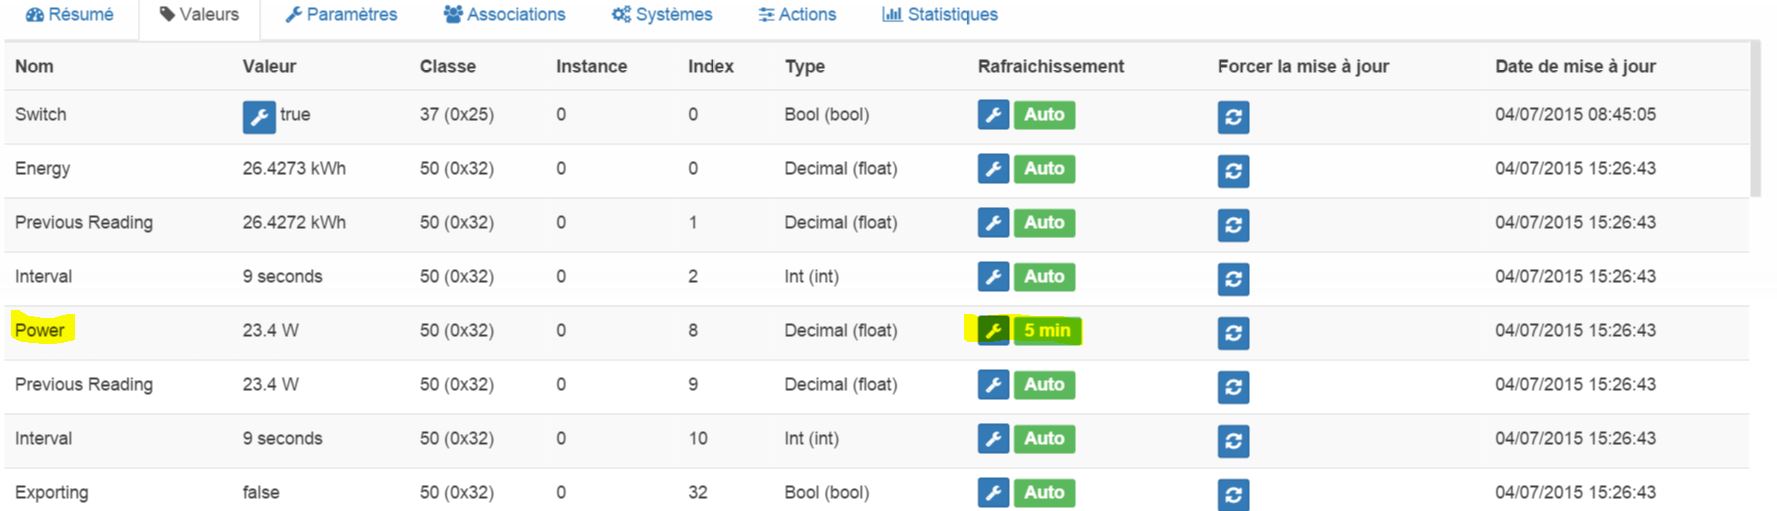 Résumé Valeurs Paramètres Associations Systèmes Actions Statistiques
Nom Valeur Classe Instance Index Type Rafraichissement Forcer la mise à jour Date de mise à jour
Switch true 37 (0x25) 0 0 Bool (bool) Auto 04/07/2015 08:45:05
Energy 26.4273 kWh 50 (0x32) 0 0 Decimal (float) Auto 04/07/2015 15:26:43
Previous Reading 26.4272 kWh 50 (0x32) 0 1 Decimal (float) Auto 04/07/2015 15:26:43
Interval 9 seconds 50 (0x32) 0 2 Int (int) Auto 04/07/2015 15:26:43
Power 23.4 W 50 (0x32) 0 8 Decimal (float) 5 min 04/07/2015 15:26:43
Previous Reading 23.4 W 50 (0x32) 0 9 Decimal (float) Auto 04/07/2015 15:26:43
Interval 9 seconds 50 (0x32) 0 10 Int (int) Auto 04/07/2015 15:26:43
Exporting false 50 (0x32) 0 32 Bool (bool) Auto 04/07/2015 15:26:43